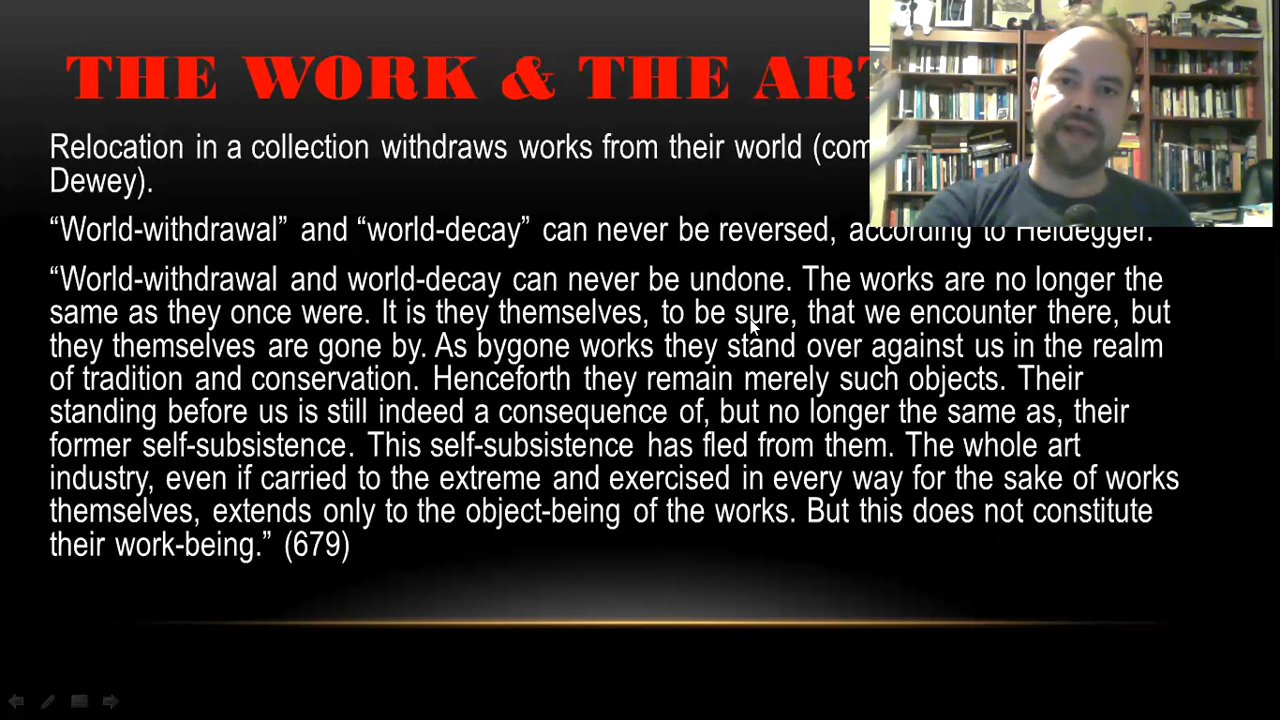 THE WORK & THE ART
Relocation in a collection withdraws works from their world
Dewey).
“World-withdrawal” and “world-decay” can never be reversed, according to Heidegger.
“World-withdrawal and world-decay can never be undone. The works are no longer the
same as they once were. It is they themselves, to be sure, that we encounter there, but
they themselves are gone by. As bygone works they stand over against us in the realm
of tradition and conservation. Henceforth they remain merely such objects. Their
standing before us is still indeed a consequence of, but no longer the same as, their
former self-subsistence. This self-subsistence has fled from them. The whole art
industry, even if carried to the extreme and exercised in every way for the sake of works
themselves, extends only to the object-being of the works. But this does not constitute
their work-being.” (679)